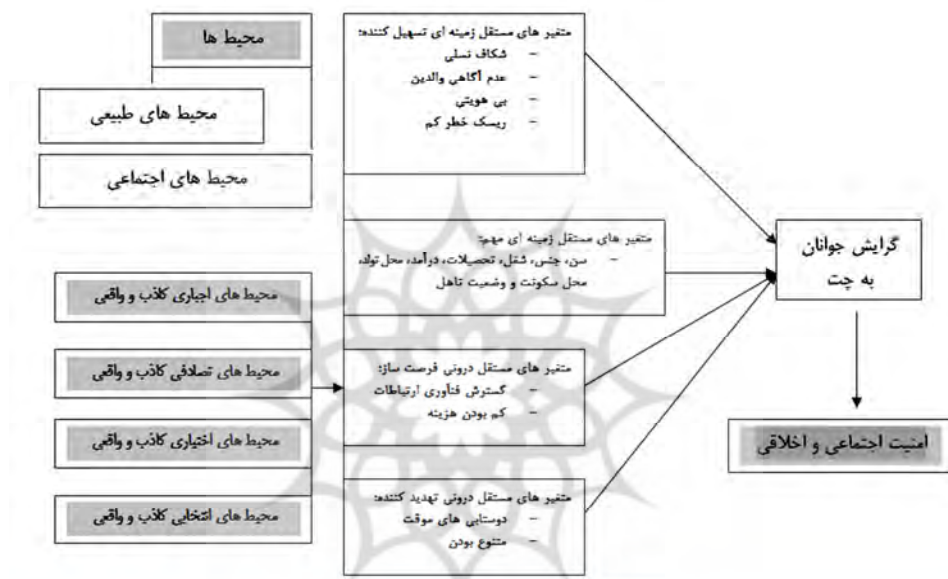 محیط ها
محیط های طبیعی
محیط های اجتماعی
محیط های اجباری کاذب و واقعی
محیط های تصادفی کاذب و واقعی
محیط های اختیاری کاذب و واقعی
محیط های انتخابی کاذب و واقعی
متغیر های مستقل زمینه ای تسهیل کننده:
– شکاف نسلی
– عدم آگاهی والدین
– بی هویتی
– ریسک خطر کم
متغیر های مستقل زمینه ای مهم:
– سن، جنس، شغل، تحصیلات، درآمد، محل تولد،
محل سکونت و وضعیت تاهل
متغیر های مستقل درونی فرصت ساز:
– گسترش فنآوری ارتباطات
– کم بودن هزینه
متغیر های مستقل درونی تهدید کننده:
– دوستیابی های موقت
– متنوع بودن
گرایش جوانان
به چت
امنیت اجتماعی و اخلاقی